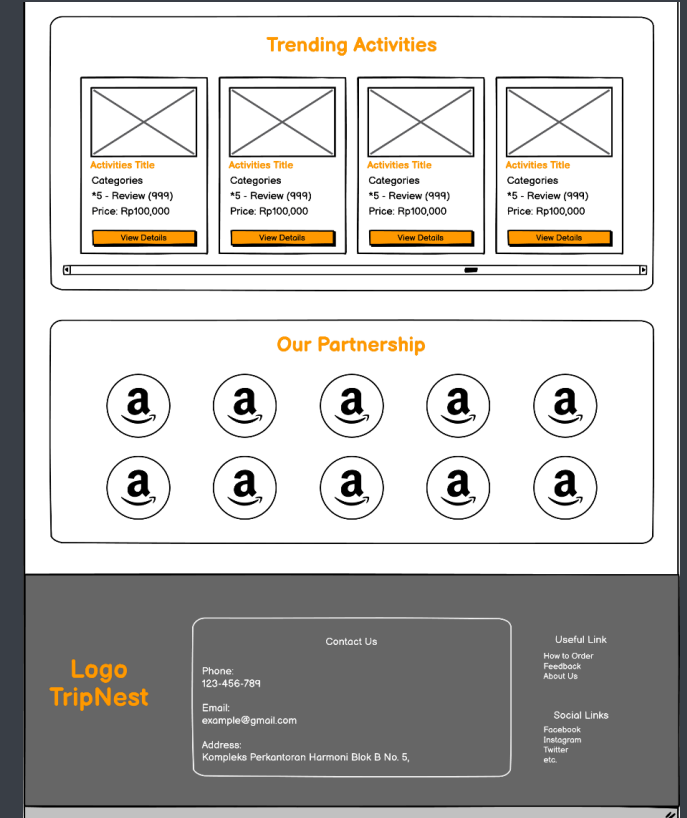 Trending Activities
Activities Title
Categories
*5 - Review (999)
Price: Rp100,000
View Details
Activities Title
Categories
*5 - Review (999)
Price: Rp100,000
View Details
Activities Title
Categories
*5 - Review (999)
Price: Rp100,000
View Details
Activities Title
Categories
*5 - Review (999)
Price: Rp100,000
View Details
Our Partnership
a
a
a
a
a
a
a
a
a
a
Logo
TripNest
Contact Us
Phone:
123-456-789
Email:
example@gmail.com
Address:
Kompleks Perkantoran Harmoni Blok B No. 5,
Useful Link
How to Order
Feedback
About Us
Social Links
Facebook
Instagram
Twitter
etc.